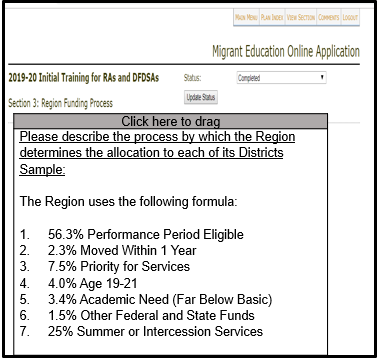 Main Menu | Plan Index | View Section | Comments | Logout
Migrant Education Online Application
2019-20 Initial Training for RAs and DFDSAs Status: Completed
Update Status
Section 3: Region Funding Process
Click here to drag
Please describe the process by which the Region
determines the allocation to each of its Districts
Sample:
The Region uses the following formula:
1. 56.3% Performance Period Eligible
2. 2.3% Moved Within 1 Year
3. 7.5% Priority for Services
4. 4.0% Age 19-21
5. 3.4% Academic Need (Far Below Basic)
6. 1.5% Other Federal and State Funds
7. 25% Summer or Intercession Services